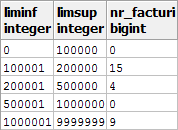 liminf limsup nr_facturi
integer integer bigint
0 100000 0
100001 200000 15
200001 500000 4
500001 1000000 0
1000001 9999999 9